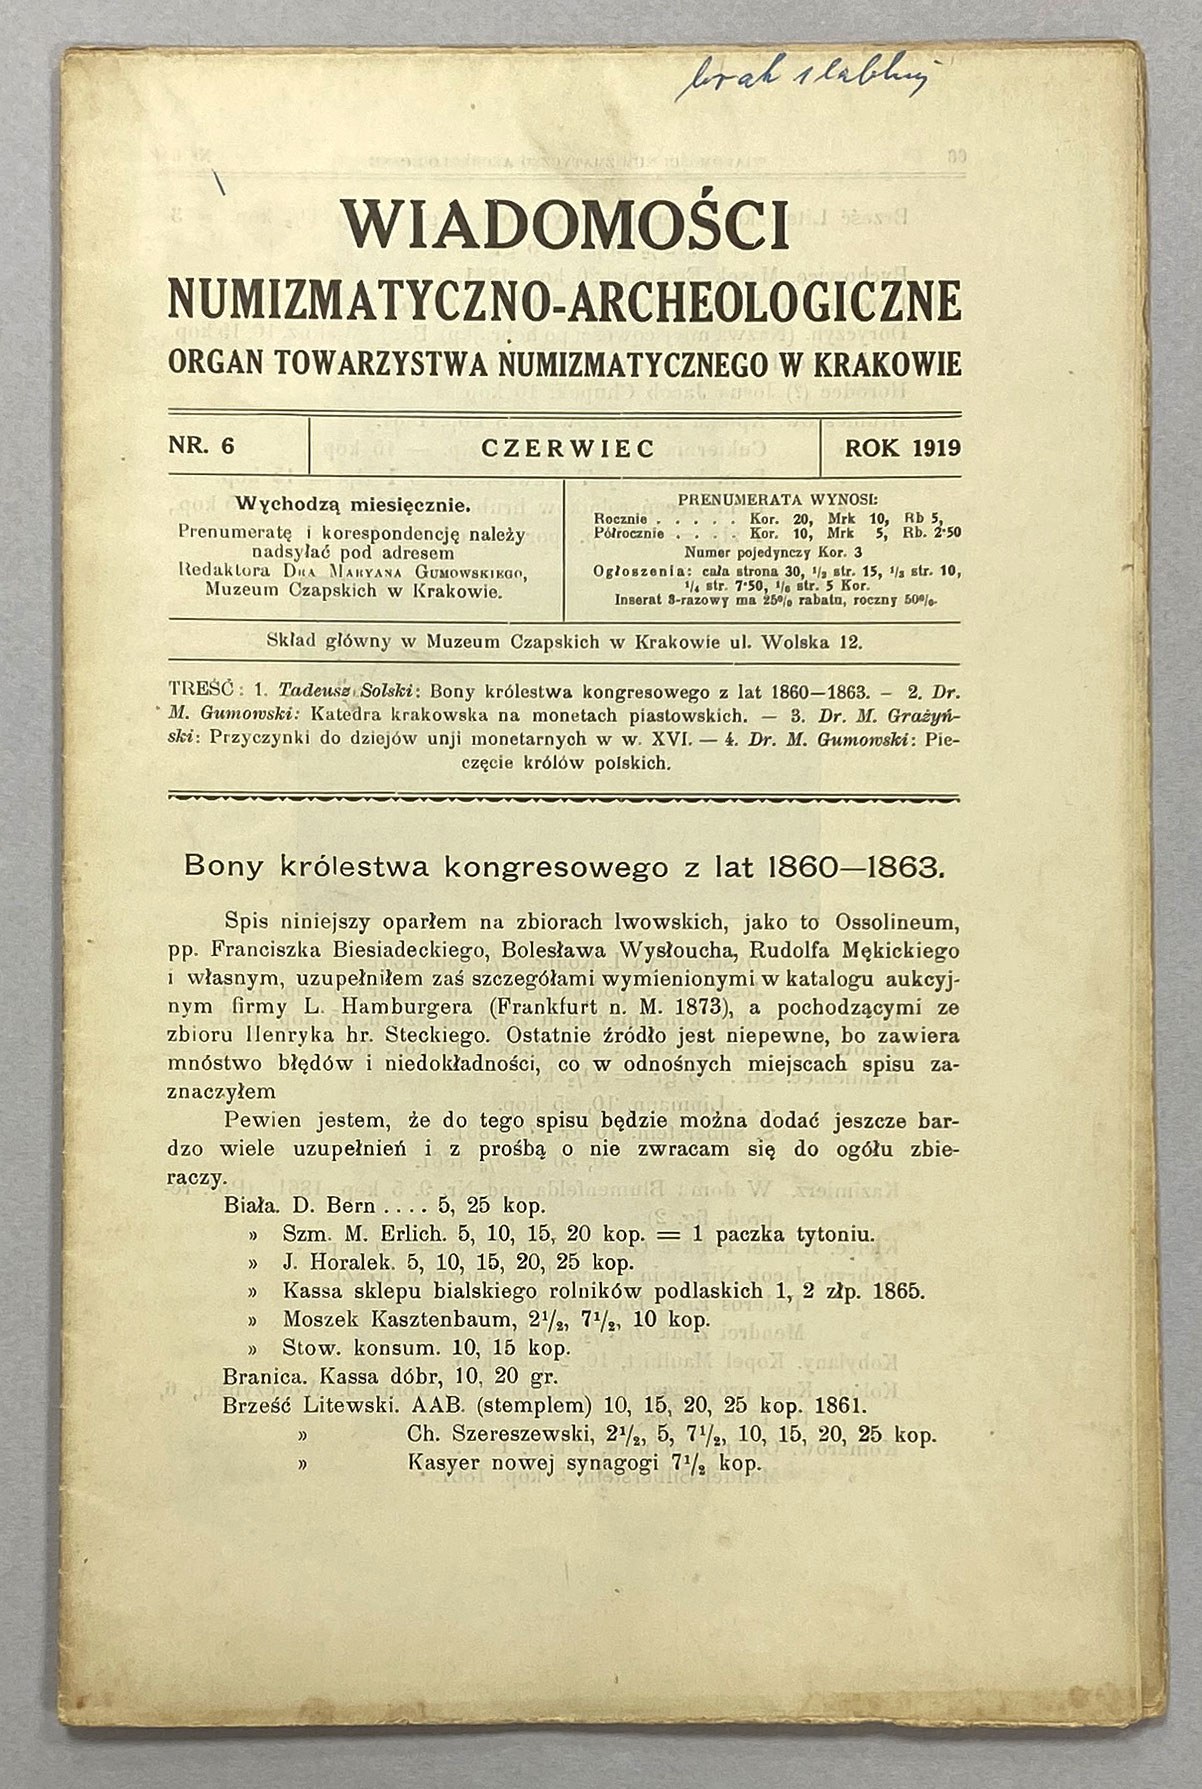 brak
WIADOMOŚCI
NUMIZMATYCZNO-ARCHEOLOGICZNE
ORGAN TOWARZYSTWA NUMIZMATYCZNEGO W KRAKOWIE
NR. 6
CZERWIEC
ROK 1919
Wychodzą miesięcznie.
Prenumeratę i korespondencję należy
nadsyłać pod adresem
Redaktora Dra Maryana Gumowskiego,
Muzeum Czapskich w Krakowie.
PRENUMERATA WYNOSI:
Rocznie . . . . . Kor. 20, Mrk 10, Rb 5,
Półrocznie . . . . Kor. 10, Mrk 5, Rb. 2·50
Numer pojedynczy Kor. 3
Ogłoszenia: cała strona 30, 1/2 str. 15, 1/3 str. 10,
1/4 str. 7·50, 1/6 str. 5 Kor.
Inserat 3-razowy ma 25% rabatu, roczny 50%.
Skład główny w Muzeum Czapskich w Krakowie ul. Wolska 12.
TREŚĆ: 1. Tadeusz Solski: Bony królestwa kongresowego z lat 1860—1863. – 2. Dr.
M. Gumowski: Katedra krakowska na monetach piastowskich. — 3. Dr. M. Grażyń-
ski: Przyczynki do dziejów unji monetarnych w w. XVI. — 4. Dr. M. Gumowski: Pie-
częcie królów polskich.
Bony królestwa kongresowego z lat 1860—1863.
Spis niniejszy oparłem na zbiorach lwowskich, jako to Ossolineum,
pp. Franciszka Biesiadeckiego, Bolesława Wysłoucha, Rudolfa Mękickiego
i własnym, uzupełniłem zaś szczegółami wymienionymi w katalogu aukcyj-
nym firmy L. Hamburgera (Frankfurt n. M. 1873), a pochodzącymi ze
zbioru Henryka hr. Steckiego. Ostatnie źródło jest niepewne, bo zawiera
mnóstwo błędów i niedokładności, co w odnośnych miejscach spisu za-
znaczyłem
Pewien jestem, że do tego spisu będzie można dodać jeszcze bar-
dzo wiele uzupełnień i z prośbą o nie zwracam się do ogółu zbie-
raczy.
Biała. D. Bern . . . . 5, 25 kop.
» Szm. M. Erlich. 5, 10, 15, 20 kop. = 1 paczka tytoniu.
» J. Horalek. 5, 10, 15, 20, 25 kop.
» Kassa sklepu bialskiego rolników podlaskich 1, 2 złp. 1865.
» Moszek Kasztenbaum, 2 1/2, 7 1/2, 10 kop.
» Stow. konsum. 10, 15 kop.
Branica. Kassa dóbr, 10, 20 gr.
Brześć Litewski. AAB. (stemplem) 10, 15, 20, 25 kop. 1861.
» Ch. Szereszewski, 2 1/2, 5, 7 1/2, 10, 15, 20, 25 kop.
» Kasyer nowej synagogi 7 1/2 kop.